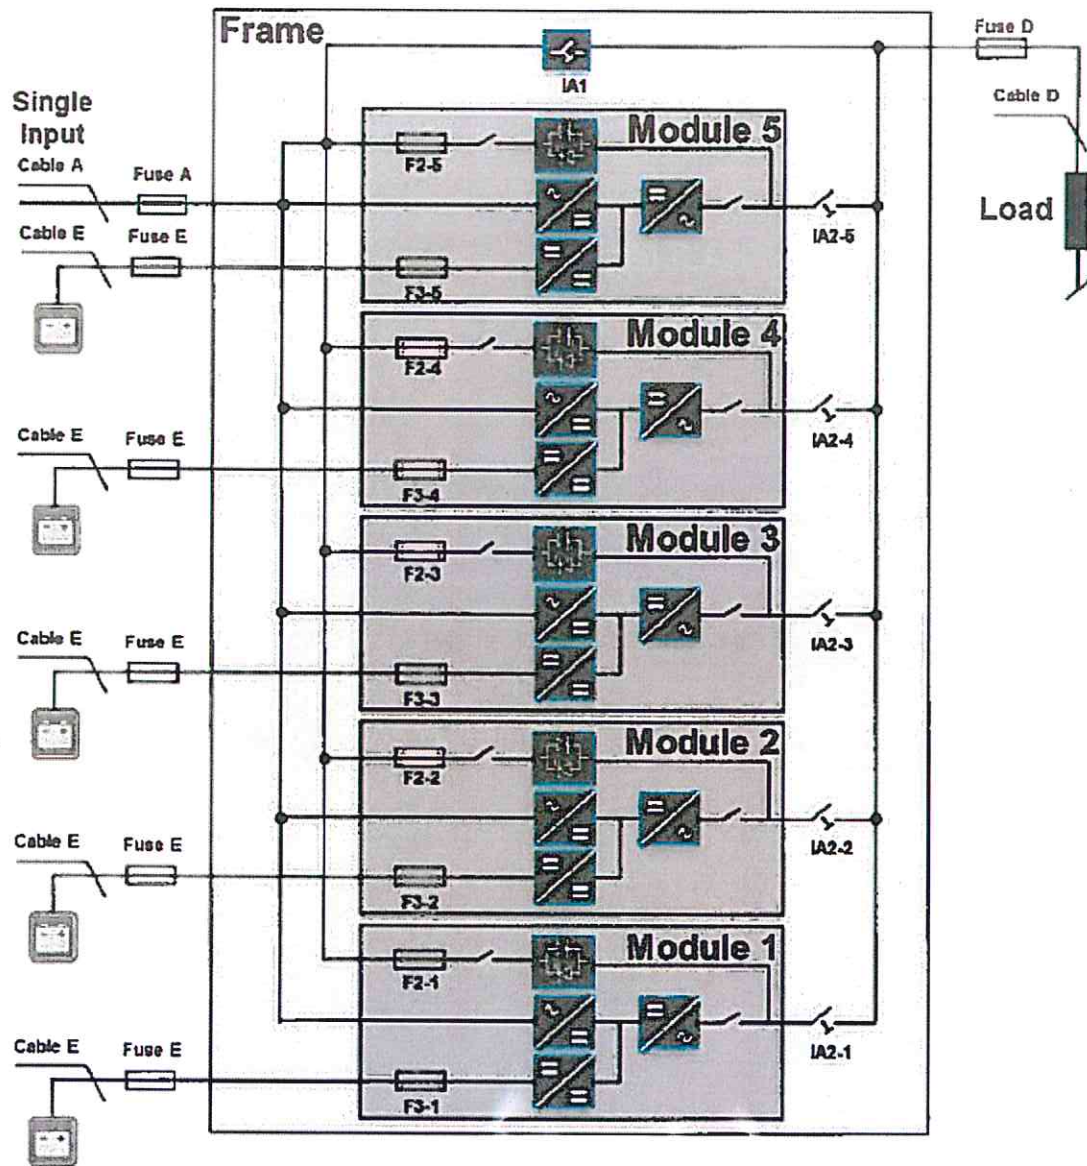 Frame
Fuse D
IA1
Cable D
Single
Input
Module 5
Cable A
Fuse A
F2-5
Load
Cable E
Fuse E
IA2-5
F3-5
Module 4
F2-4
Cable E
Fuse E
IA2-4
F3-4
Module 3
F2-3
Cable E
Fuse E
IA2-3
F3-3
Module 2
F2-2
Cable E
Fuse E
IA2-2
F3-2
Module 1
F2-1
Cable E
Fuse E
IA2-1
F3-1